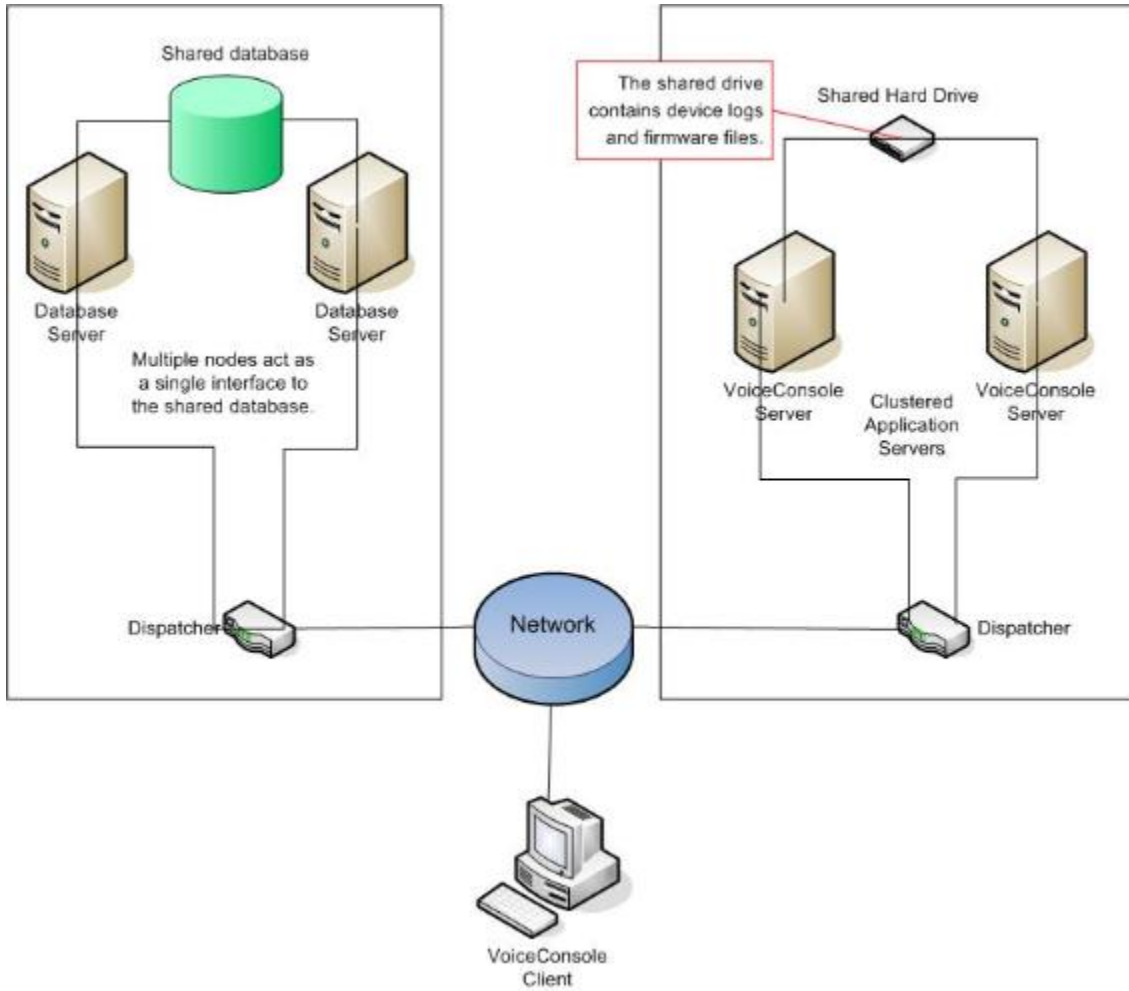 Shared database
Database
Server
Database
Server
Multiple nodes act as
a single interface to
the shared database.
Dispatcher
The shared drive
contains device logs
and firmware files.
Shared Hard Drive
VoiceConsole
Server
Clustered
Application
Servers
VoiceConsole
Server
Dispatcher
Network
VoiceConsole
Client